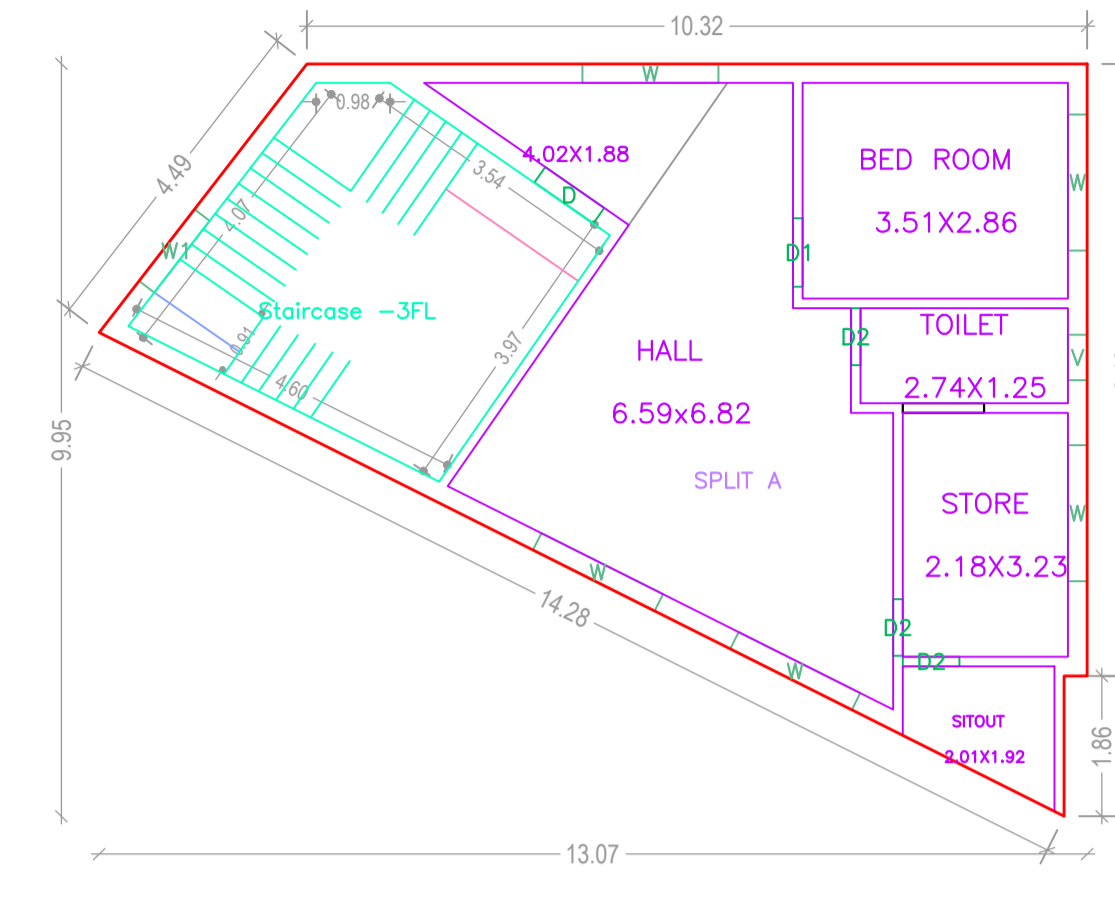 10.32
W
0.98
4.49
3.54
4.02X1.88
BED ROOM
3.51X2.86
W
D
4.07
W1
D1
Staircase -3FL
0.91
3.97
4.60
HALL
6.59x6.82
SPLIT A
D2
TOILET
2.74X1.25
V
9.95
STORE
2.18X3.23
W
W
14.28
D2
D2
W
SITOUT
2.01X1.92
1.86
13.07